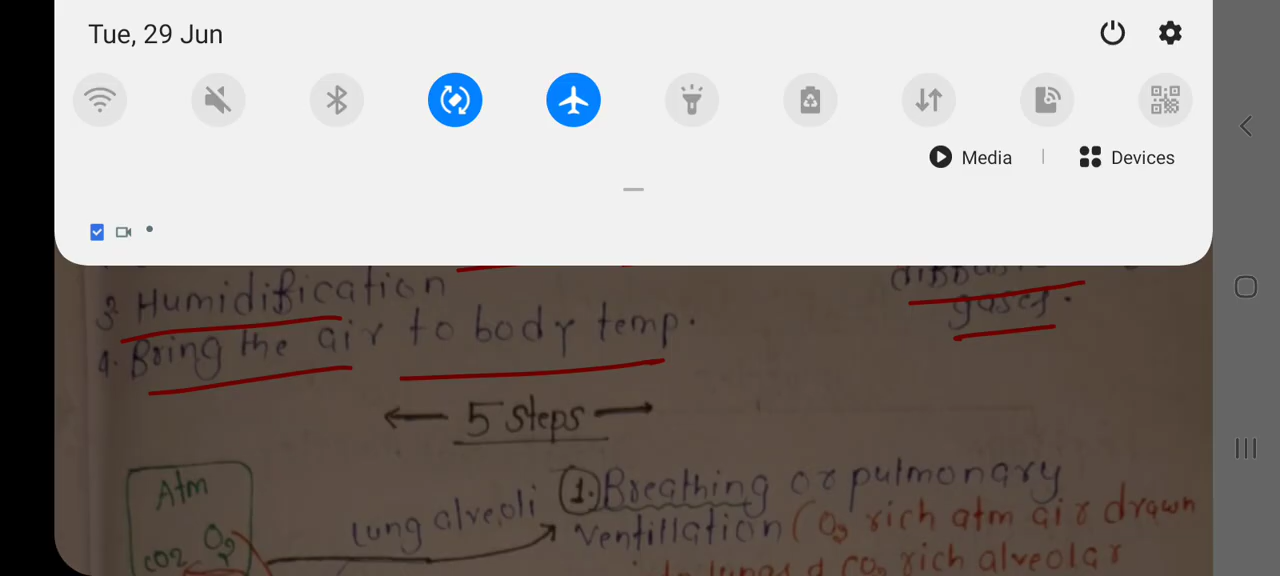 Tue, 29 Jun
Media | Devices
3. Humidification
gases.
4. Bring the air to body temp.
5 Steps
Atm
O2
CO2
lung alveoli
1. Breathing or pulmonary
ventillation (O2 rich atm air drawn
CO2 rich alveolar